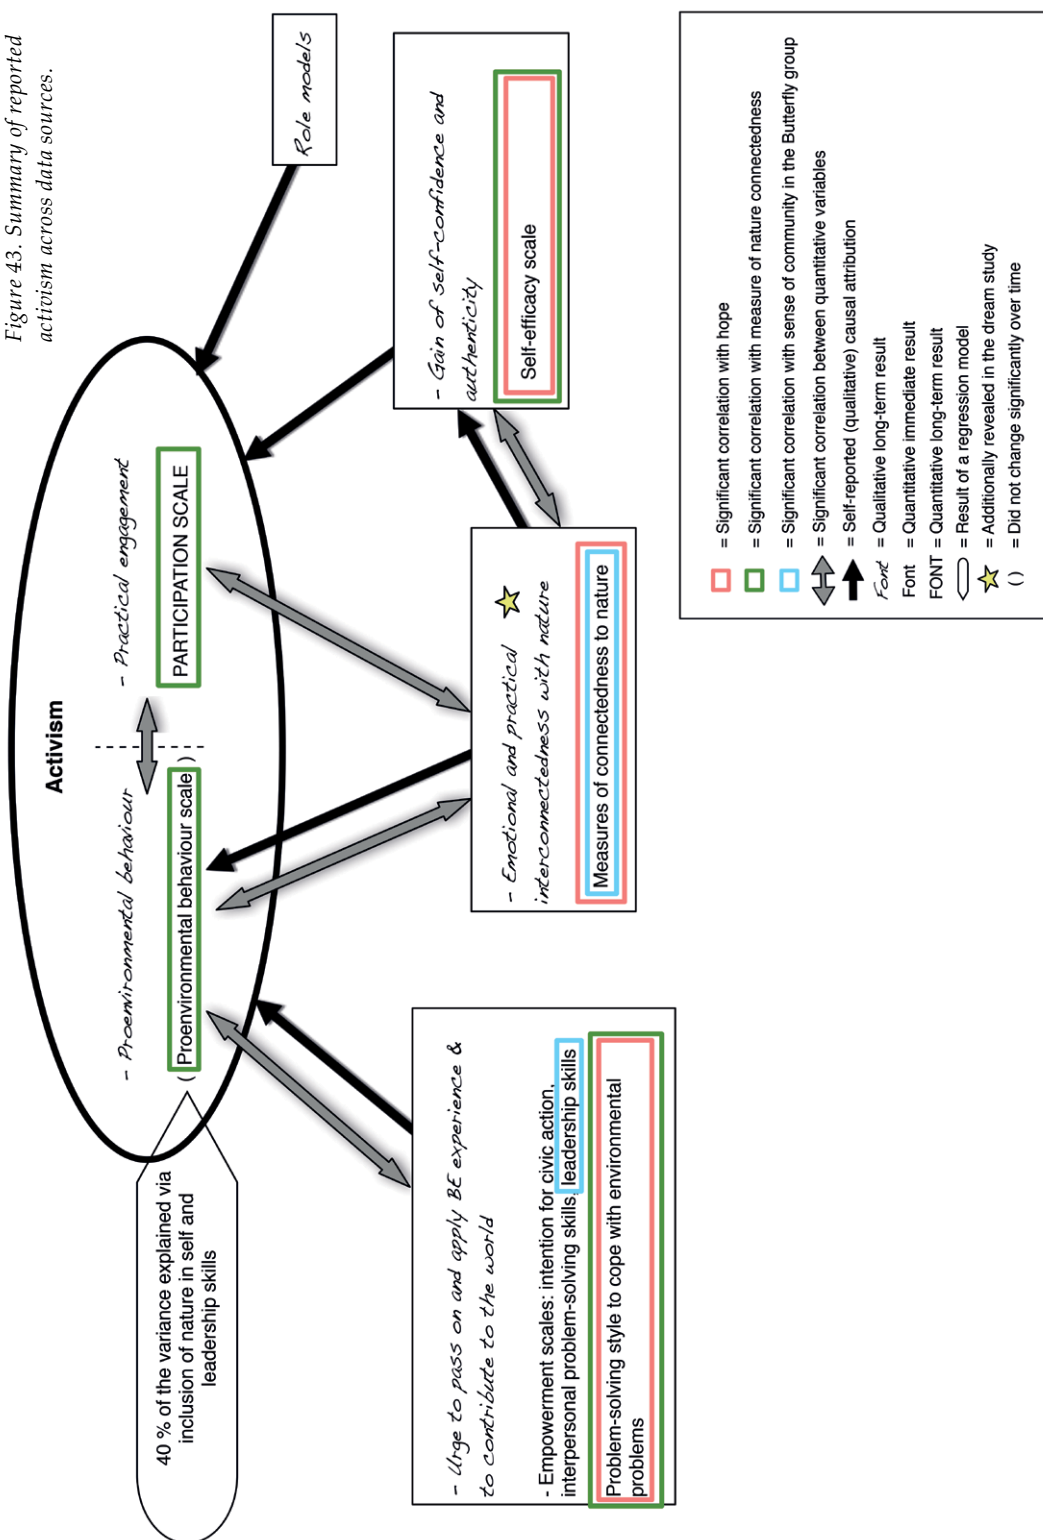 Figure 43. Summary of reported
activism across data sources.
Activism
- Proenvironmental behaviour
- Practical engagement
( Proenvironmental behaviour scale )
PARTICIPATION SCALE
40 % of the variance explained via
inclusion of nature in self and
leadership skills
Role models
- Urge to pass on and apply BE experience &
to contribute to the world
- Empowerment scales: intention for civic action,
interpersonal problem-solving skills, leadership skills
Problem-solving style to cope with environmental
problems
- Emotional and practical
interconnectedness with nature
Measures of connectedness to nature
- Gain of self-confidence and
authenticity
Self-efficacy scale
= Significant correlation with hope
= Significant correlation with measure of nature connectedness
= Significant correlation with sense of community in the Butterfly group
= Significant correlation between quantitative variables
= Self-reported (qualitative) causal attribution
Font = Qualitative long-term result
Font = Quantitative immediate result
FONT = Quantitative long-term result
= Result of a regression model
= Additionally revealed in the dream study
( ) = Did not change significantly over time